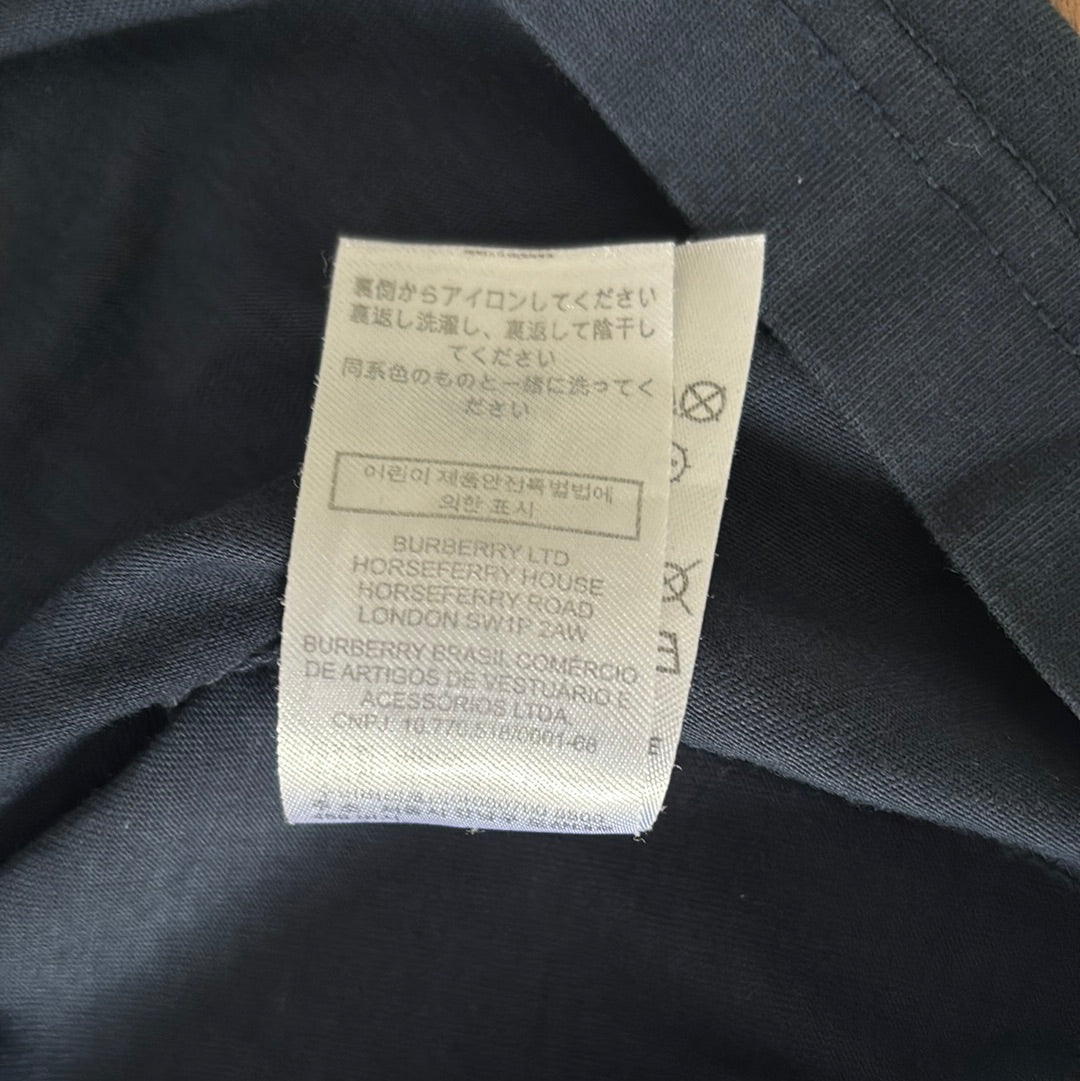 裏側からアイロンしてください
裏返し洗濯し、裏返して陰干し
てください
同系色のものと一緒に洗ってく
ださい
어린이 제품안전특별법에
의한 표시
BURBERRY LTD
HORSEFERRY HOUSE
HORSEFERRY ROAD
LONDON SW1P 2AW
BURBERRY BRASIL COMÉRCIO
DE ARTIGOS DE VESTUÁRIO E
ACESSÓRIOS LTDA.
CNPJ: 10.770.518/0001-68
E